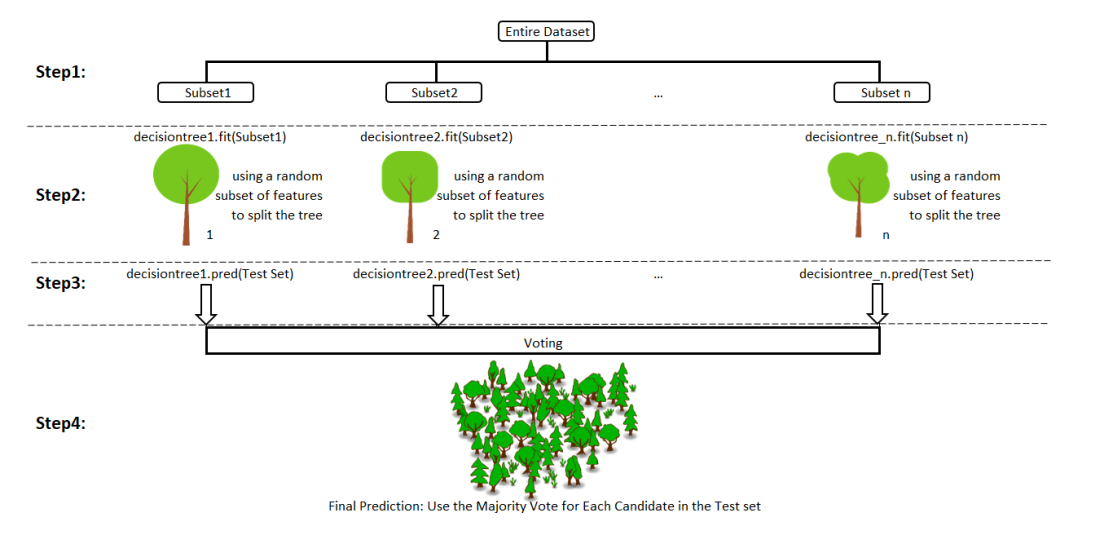 Entire Dataset
Step1:
Subset1
Subset2
...
Subset n
decisiontree1.fit(Subset1)
decisiontree2.fit(Subset2)
decisiontree_n.fit(Subset n)
Step2:
using a random
subset of features
to split the tree
1
using a random
subset of features
to split the tree
2
using a random
subset of features
to split the tree
n
Step3:
decisiontree1.pred(Test Set)
decisiontree2.pred(Test Set)
...
decisiontree_n.pred(Test Set)
Voting
Step4:
Final Prediction: Use the Majority Vote for Each Candidate in the Test set